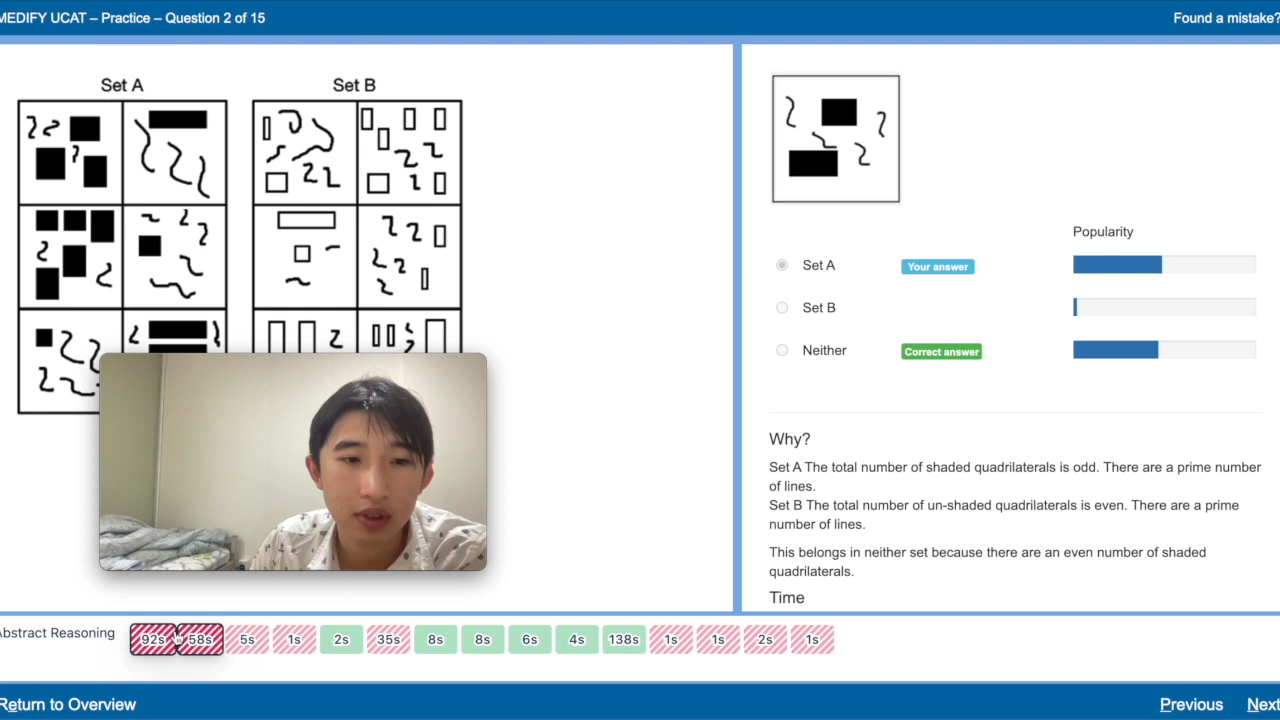 MEDIFY UCAT – Practice – Question 2 of 15
Found a mistake?
Set A
Set B
Popularity
Set A
Your answer
Set B
Neither
Correct answer
Why?
Set A The total number of shaded quadrilaterals is odd. There are a prime number
of lines.
Set B The total number of un-shaded quadrilaterals is even. There are a prime
number of lines.
This belongs in neither set because there are an even number of shaded
quadrilaterals.
Time
Abstract Reasoning
92s 58s 5s 1s 2s 35s 8s 8s 6s 4s 138s 1s 1s 2s 1s
Return to Overview
Previous
Next